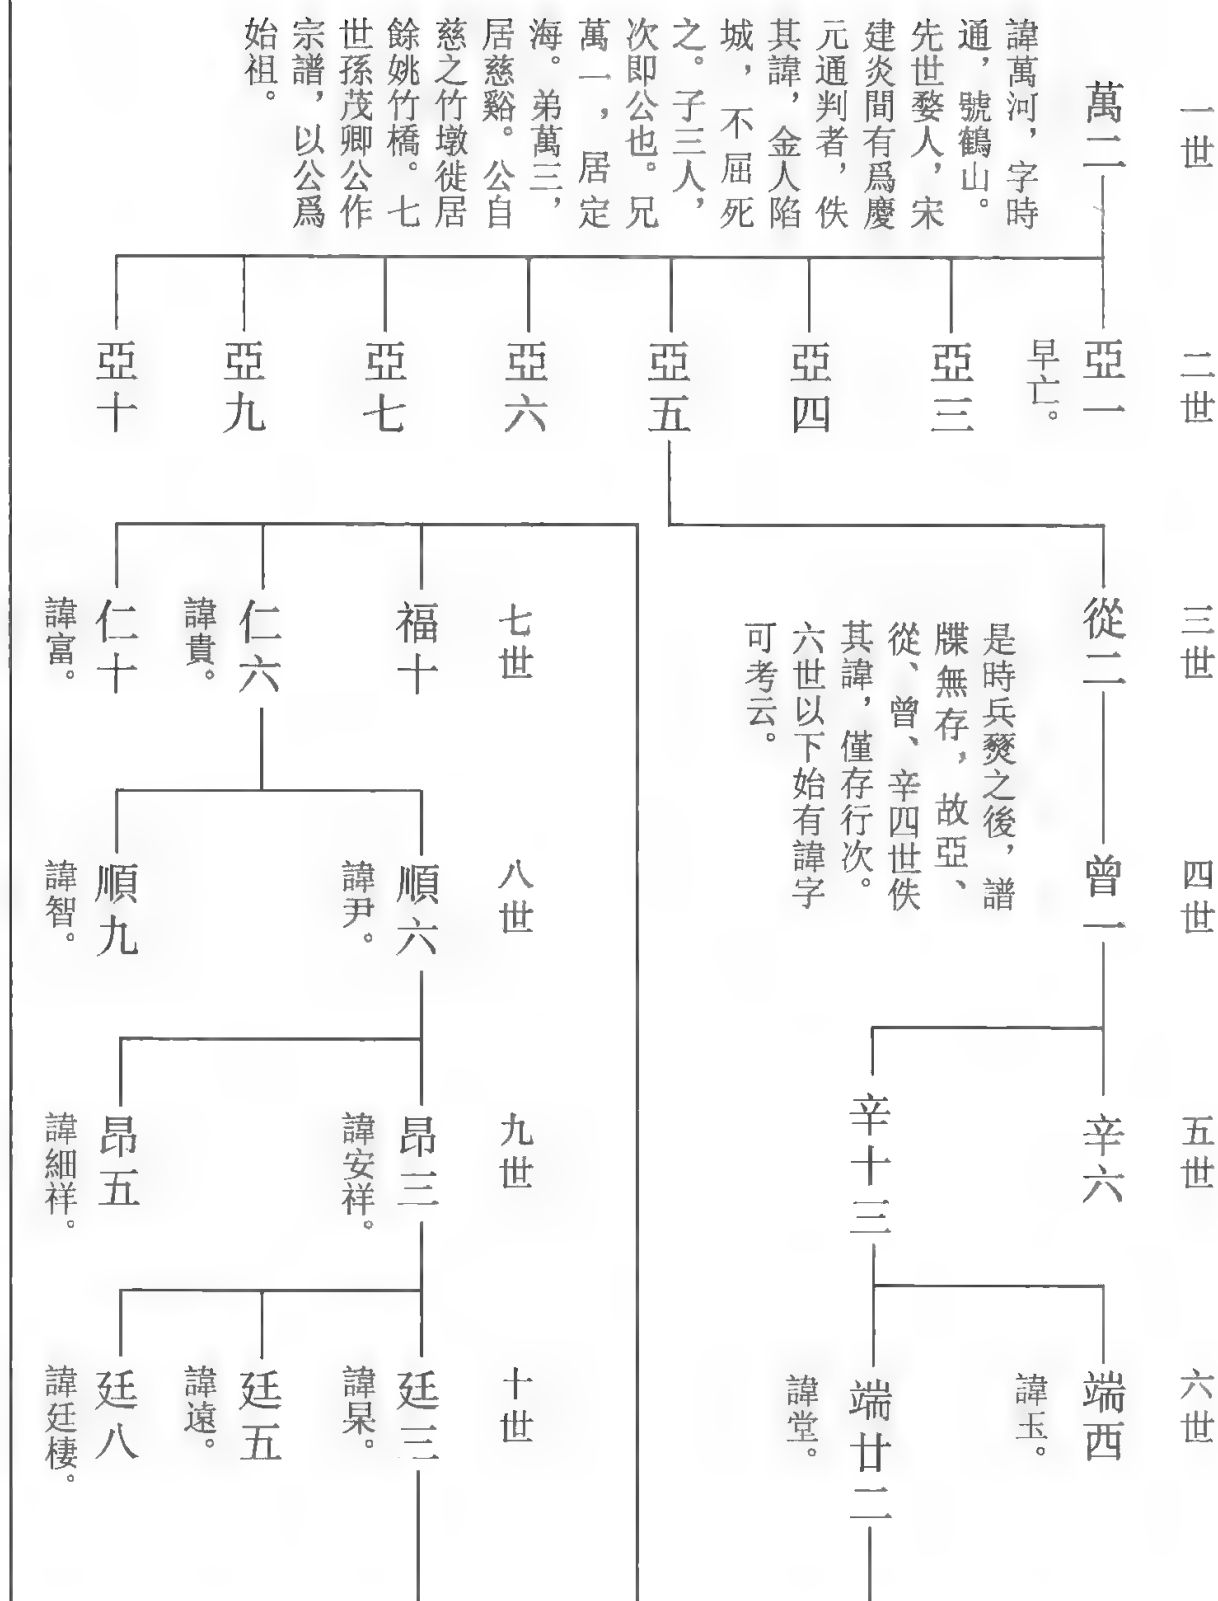 一世
萬二
諱萬河，字時
通，號鶴山。
先世婺人，宋
建炎間有爲慶
元通判者，佚
其諱，金人陷
城，不屈死
之。子三人，
次即公也。兄
萬一，居定
海。弟萬三，
居慈谿。公自
慈之竹墩徙居
餘姚竹橋。七
世孫茂卿公作
宗譜，以公爲
始祖。
二世
亞一
早亡。
亞三
亞四
亞五
亞六
亞七
亞九
亞十
三世
從二
是時兵燹之後，譜
牒無存，故亞、
從、曾、辛四世佚
其諱，僅存行次。
六世以下始有諱字
可考云。
四世
曾一
五世
辛六
辛十三
六世
端西
諱玉。
端廿二
諱堂。
七世
福十
仁六
諱貴。
仁十
諱富。
八世
順六
諱尹。
順九
諱智。
九世
昂三
諱安祥。
昂五
諱細祥。
十世
廷三
諱杲。
廷五
諱遠。
廷八
諱廷棲。